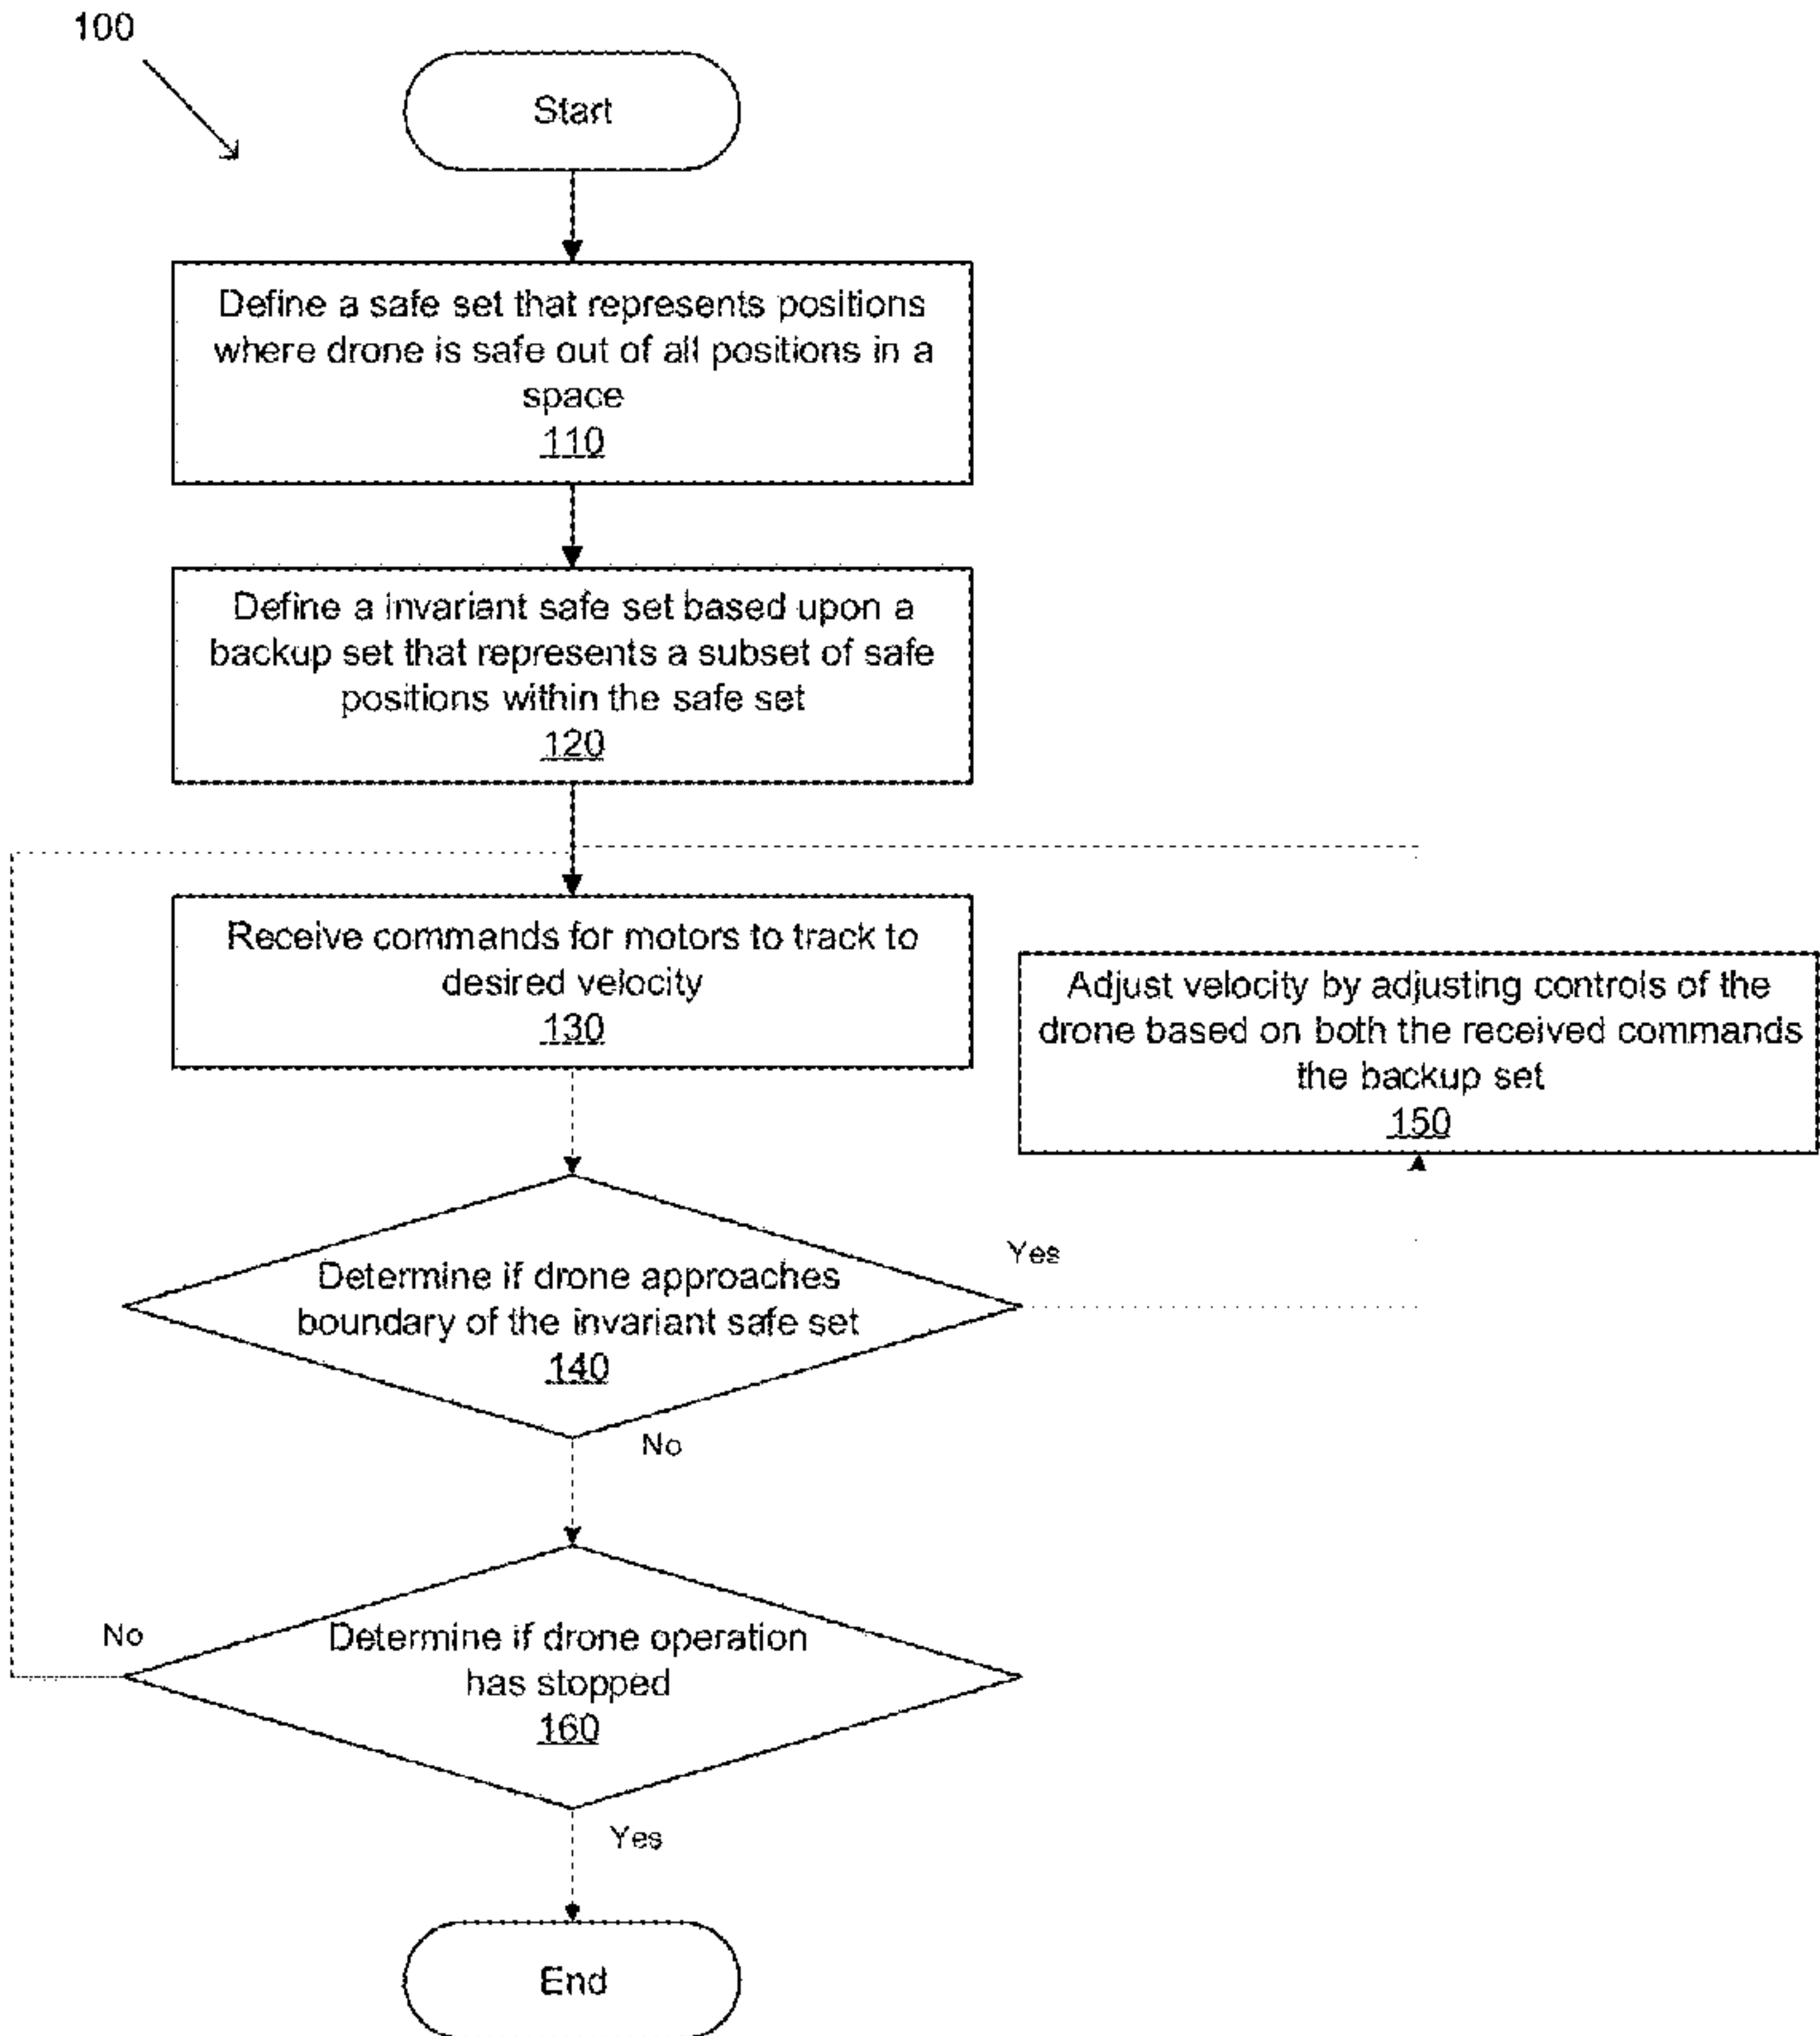 100
Start
Define a safe set that represents positions
where drone is safe out of all positions in a
space
110
Define a invariant safe set based upon a
backup set that represents a subset of safe
positions within the safe set
120
Receive commands for motors to track to
desired velocity
130
Adjust velocity by adjusting controls of the
drone based on both the received commands
the backup set
150
Yes
Determine if drone approaches
boundary of the invariant safe set
140
No
No
Determine if drone operation
has stopped
160
Yes
End